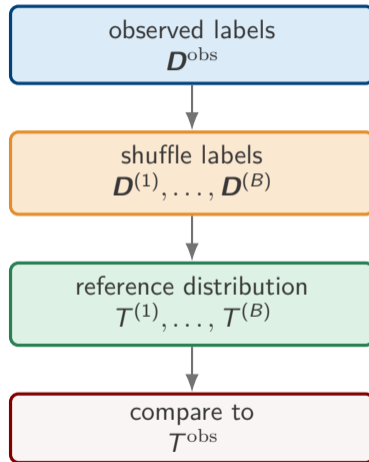 observed labels
D^obs
shuffle labels
D^(1), . . . , D^(B)
reference distribution
T^(1), . . . , T^(B)
compare to
T^obs